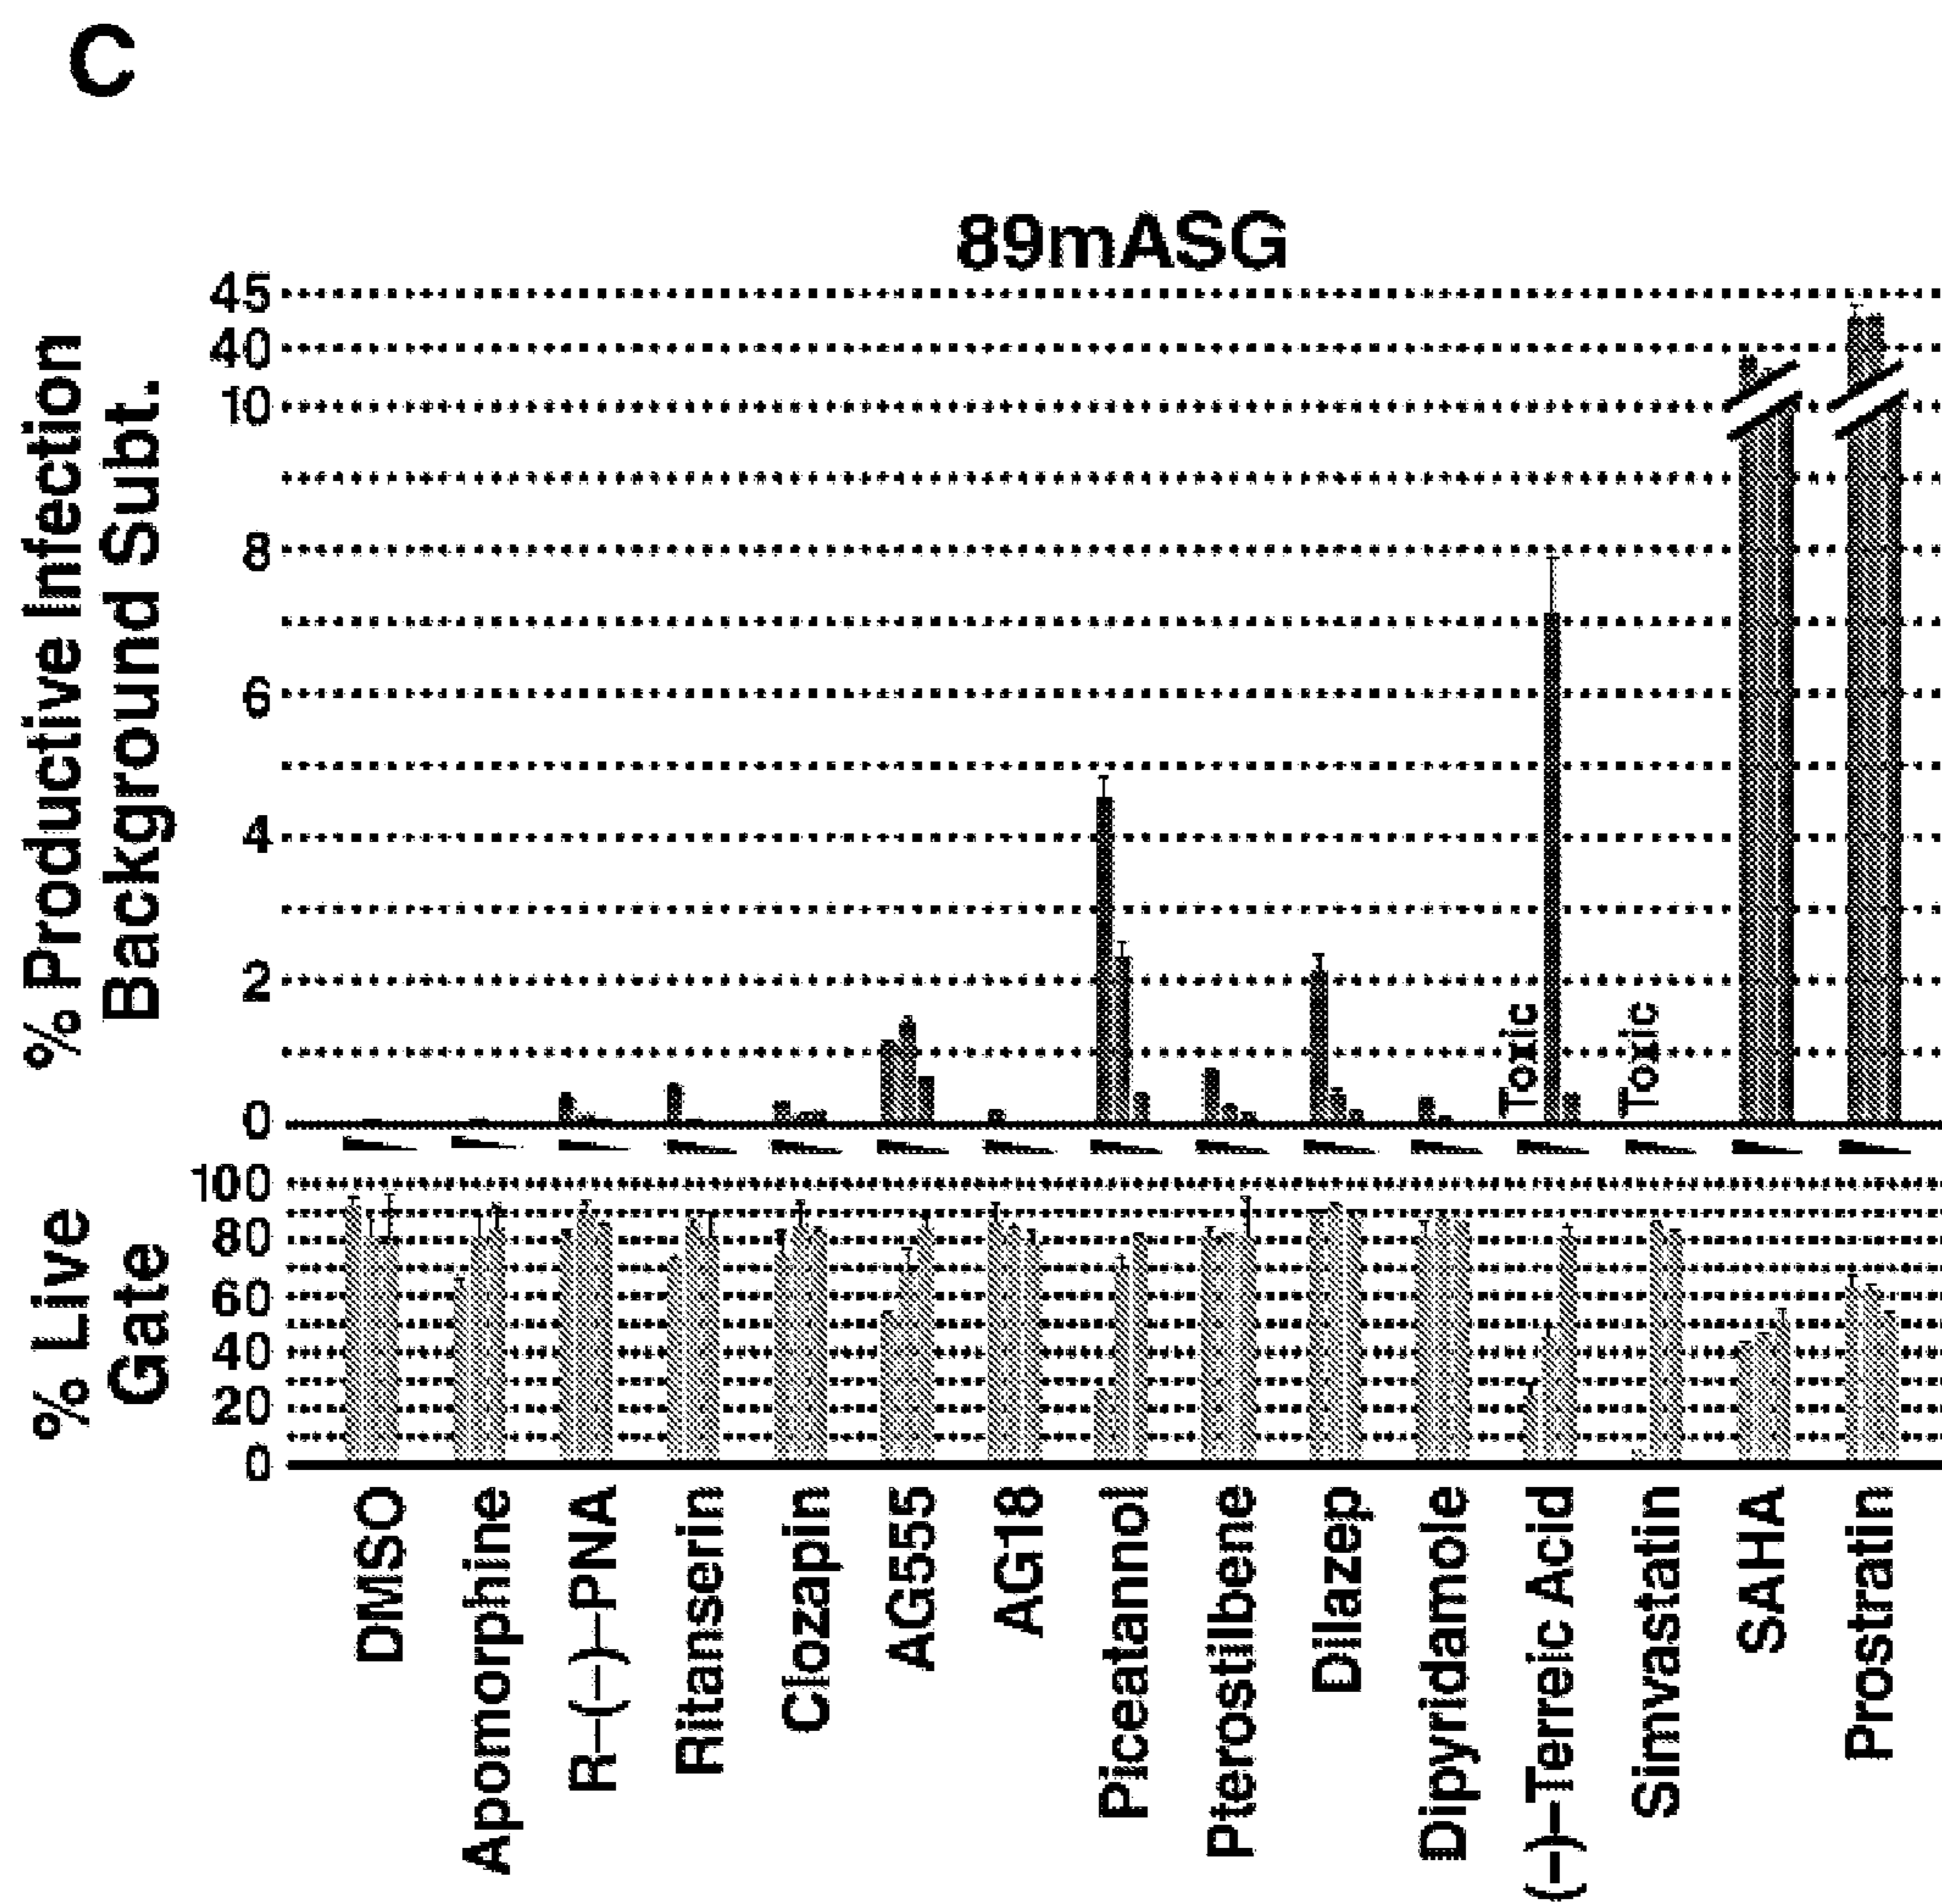 C
89mASG
% Productive Infection
Background Subt.
45
40
10
8
6
4
2
0
Toxic
Toxic
% Live
Gate
100
80
60
40
20
0
DMSO
Apomorphine
R-(-)-PNA
Ritanserin
Clozapin
AG555
AG18
Piceatannol
Pterostilbene
Dilazep
Dipyridamole
(-)-Terreic Acid
Simvastatin
SAHA
Prostratin